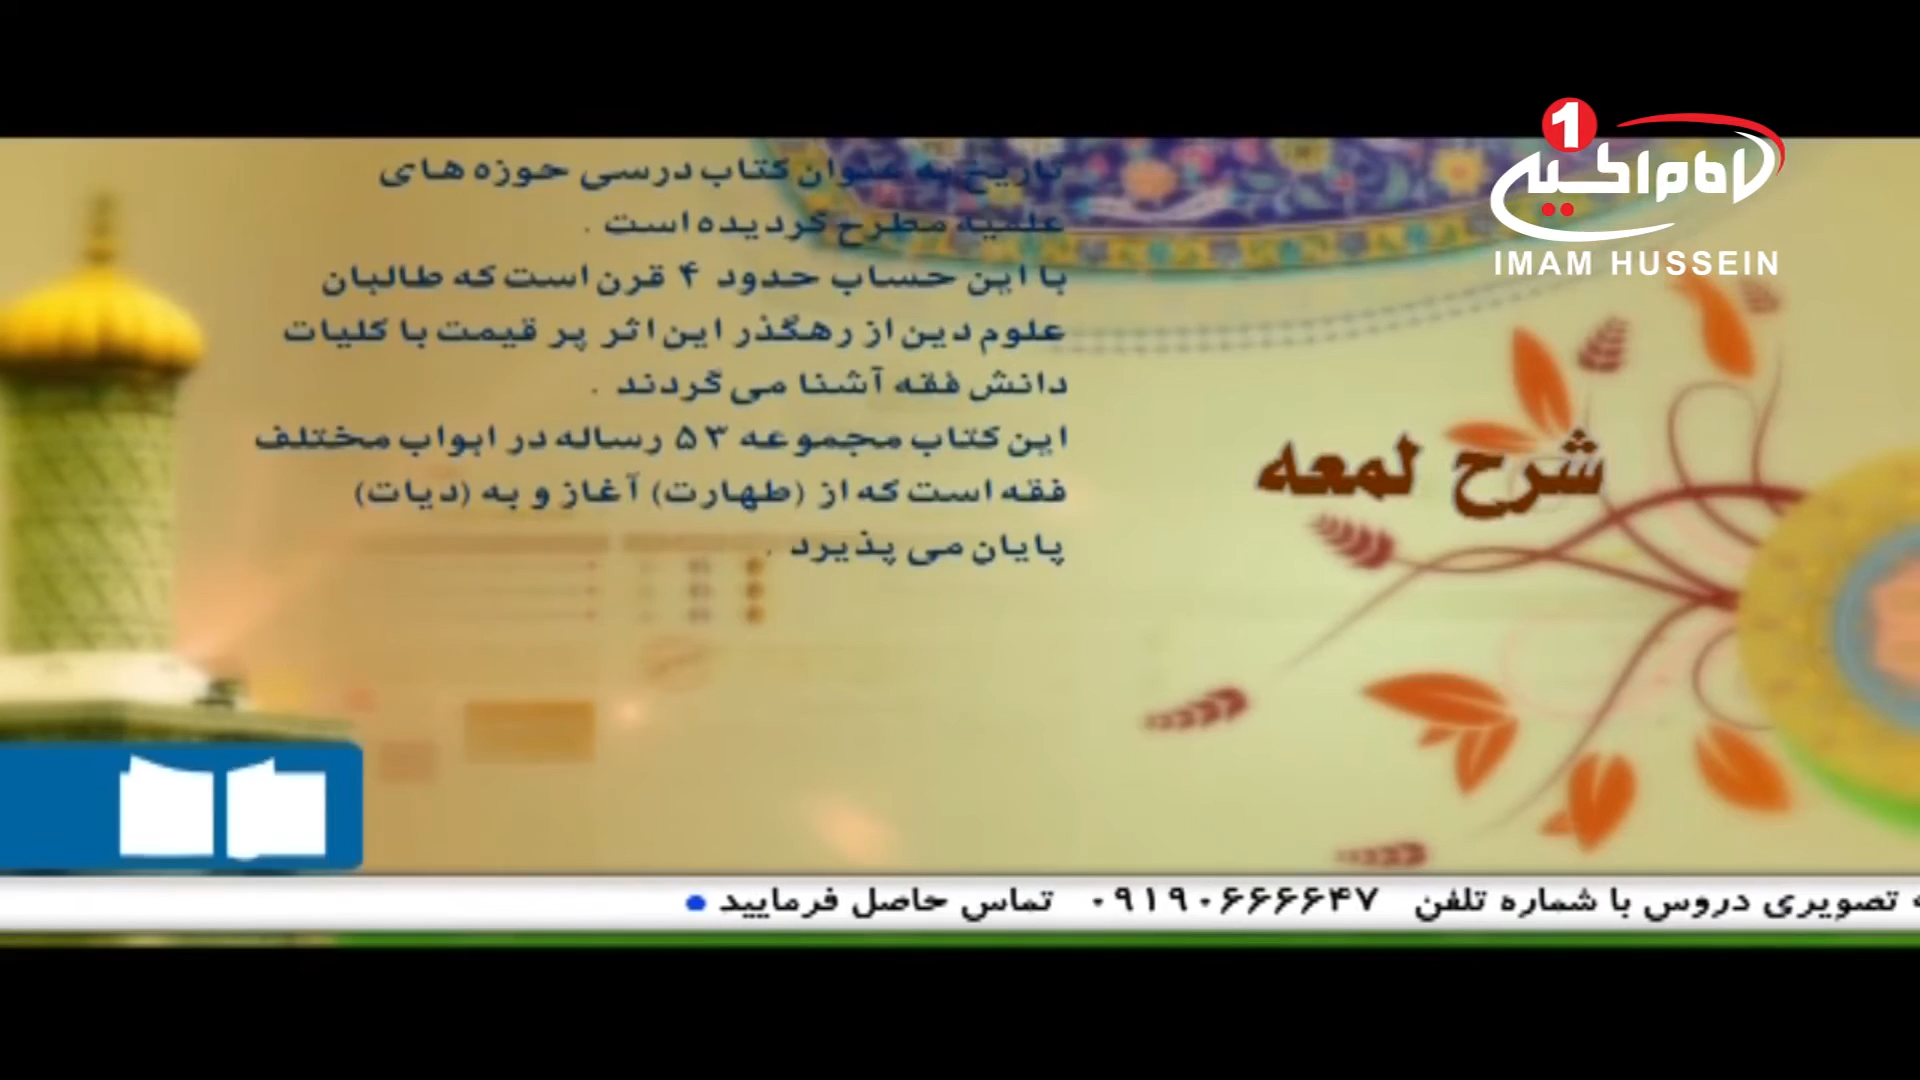 1
امام‌حسین
IMAM HUSSEIN
تاریخ به عنوان کتاب درسی حوزه های
علمیه مطرح گردیده است .
با این حساب حدود ۴ قرن است که طالبان
علوم دین از رهگذر این اثر پر قیمت با کلیات
دانش فقه آشنا می گردند .
این کتاب مجموعه ۵۳ رساله در ابواب مختلف
فقه است که از (طهارت) آغاز و به (دیات)
پایان می پذیرد .
شرح لمعه
تصویری دروس با شماره تلفن ۰۹۱۹۰۶۶۶۶۴۷ تماس حاصل فرمایید